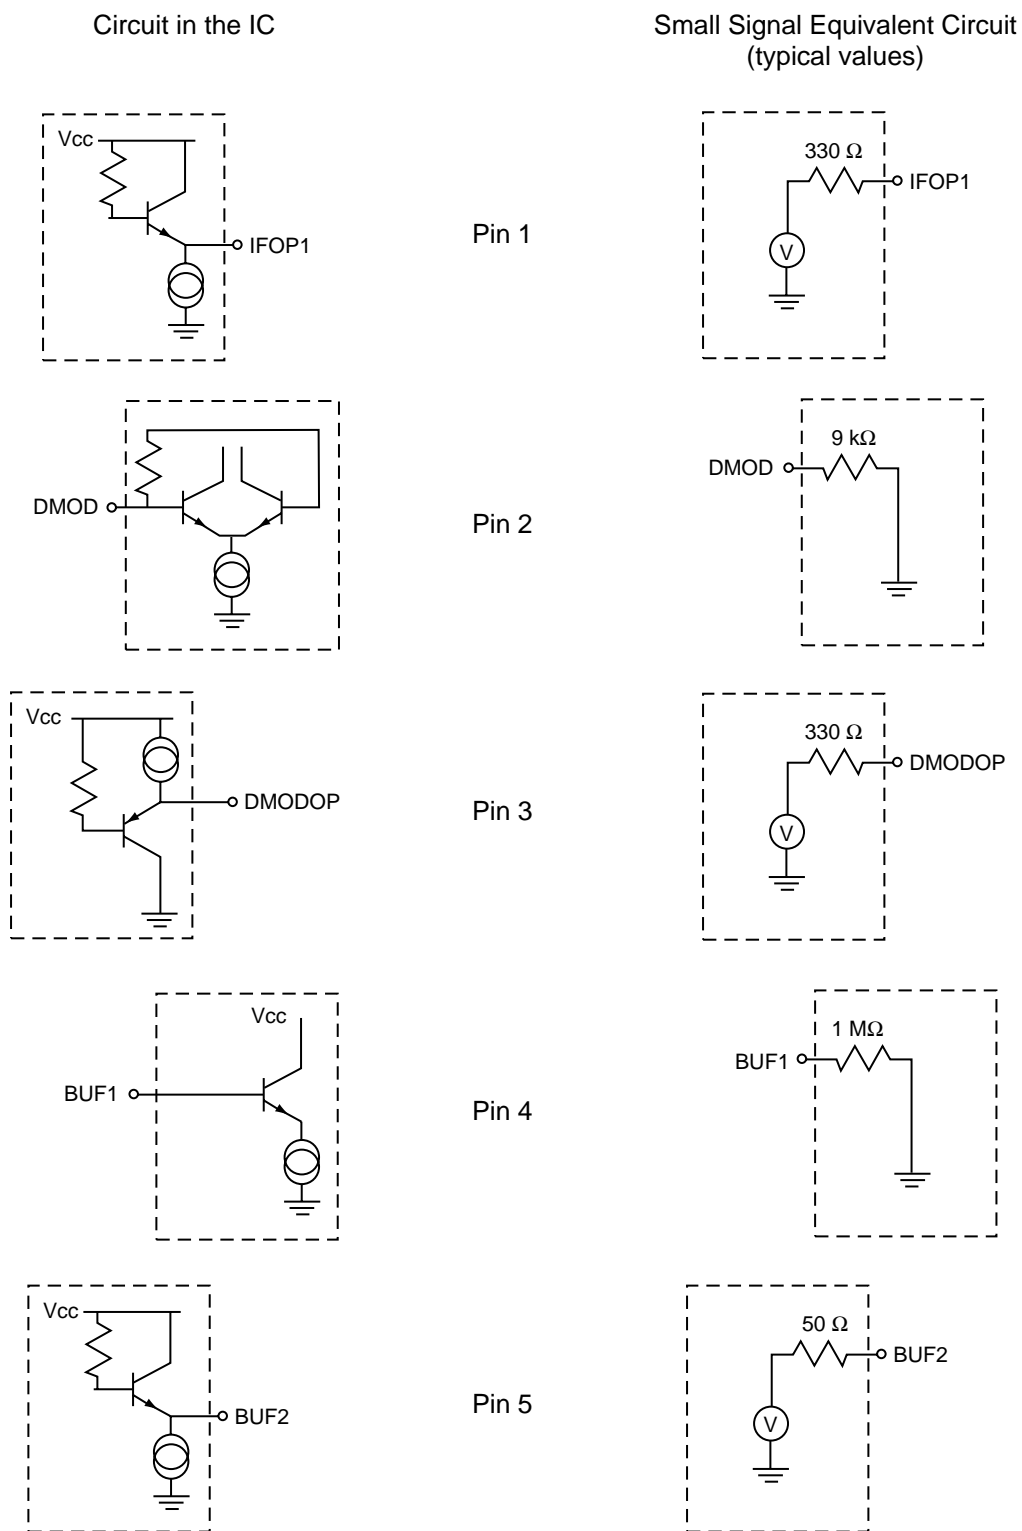 Circuit in the IC
Small Signal Equivalent Circuit
(typical values)
Vcc
IFOP1
Pin 1
330 Ω
IFOP1
V
DMOD
Pin 2
9 kΩ
DMOD
Vcc
DMODOP
Pin 3
330 Ω
DMODOP
V
Vcc
BUF1
Pin 4
1 MΩ
BUF1
Vcc
BUF2
Pin 5
50 Ω
BUF2
V